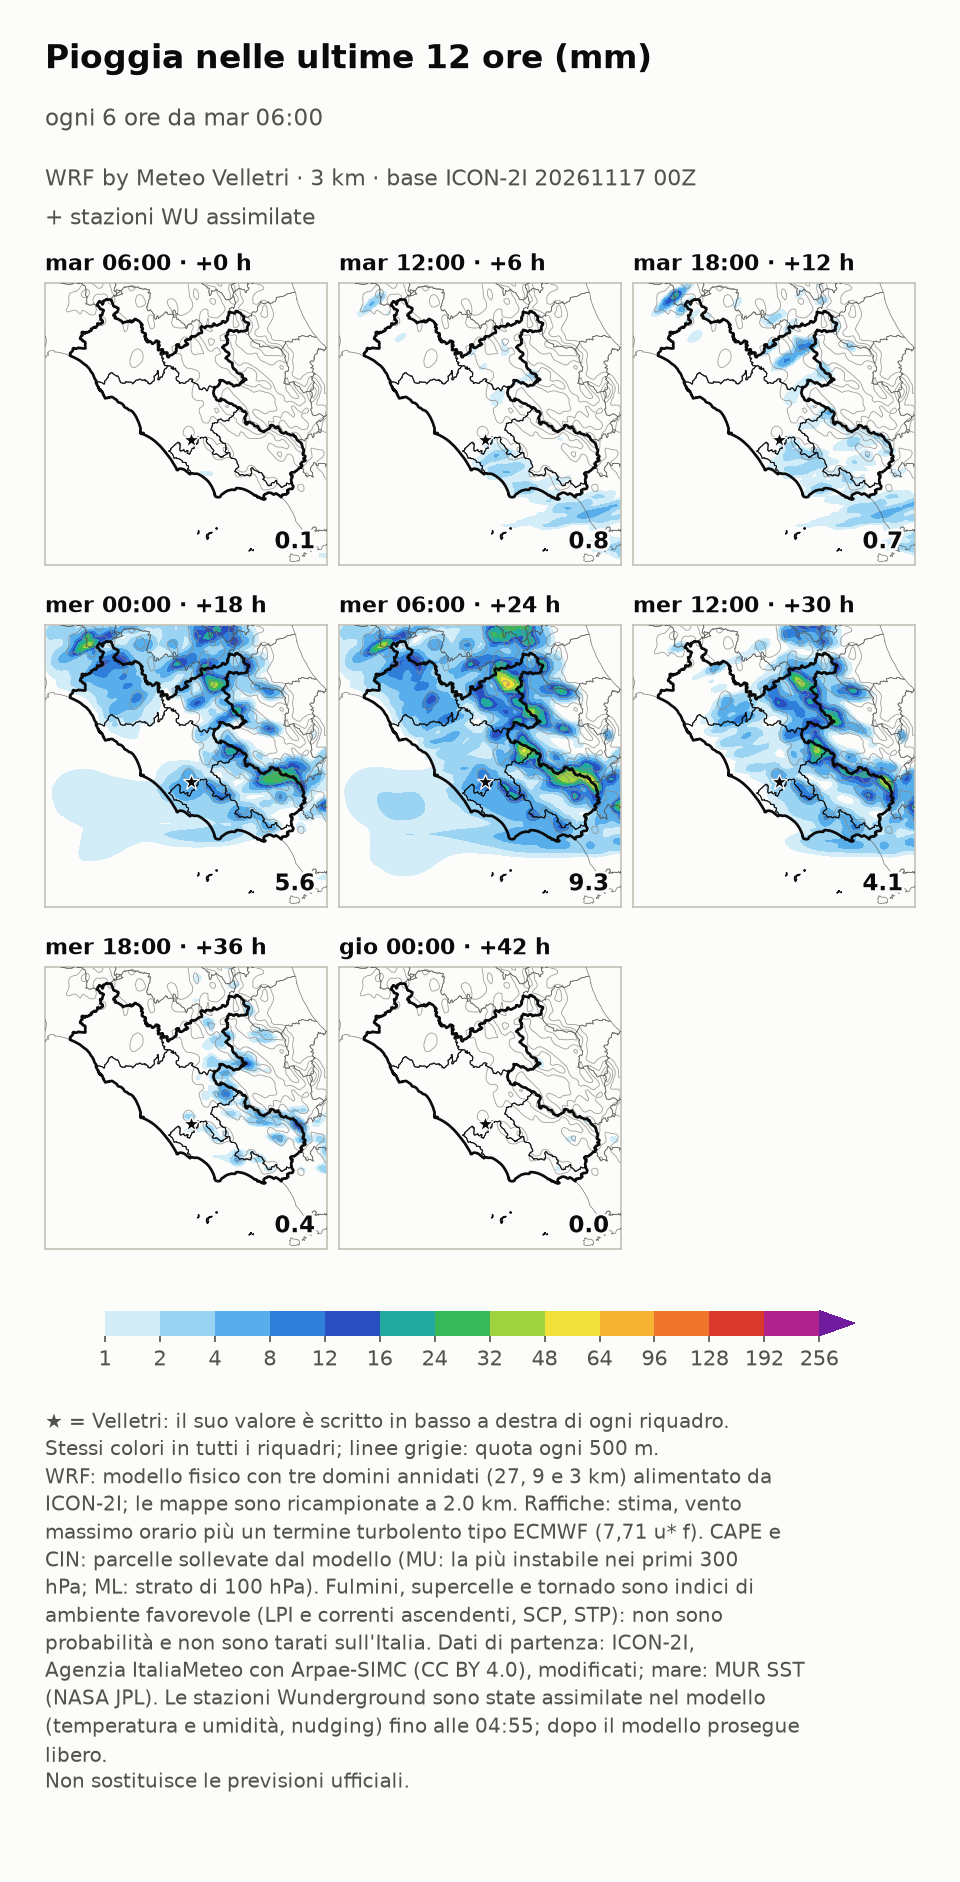 Pioggia nelle ultime 12 ore (mm)
ogni 6 ore da mar 06:00
WRF by Meteo Velletri · 3 km · base ICON-2I 20261117 00Z
+ stazioni WU assimilate
mar 06:00 · +0 h
mar 12:00 · +6 h
mar 18:00 · +12 h
0.1
0.8
0.7
mer 00:00 · +18 h
mer 06:00 · +24 h
mer 12:00 · +30 h
5.6
9.3
4.1
mer 18:00 · +36 h
gio 00:00 · +42 h
0.4
0.0
1 2 4 8 12 16 24 32 48 64 96 128 192 256
★ = Velletri: il suo valore è scritto in basso a destra di ogni riquadro.
Stessi colori in tutti i riquadri; linee grigie: quota ogni 500 m.
WRF: modello fisico con tre domini annidati (27, 9 e 3 km) alimentato da
ICON-2I; le mappe sono ricampionate a 2.0 km. Raffiche: stima, vento
massimo orario più un termine turbolento tipo ECMWF (7,71 u* f). CAPE e
CIN: parcelle sollevate dal modello (MU: la più instabile nei primi 300
hPa; ML: strato di 100 hPa). Fulmini, supercelle e tornado sono indici di
ambiente favorevole (LPI e correnti ascendenti, SCP, STP): non sono
probabilità e non sono tarati sull'Italia. Dati di partenza: ICON-2I,
Agenzia ItaliaMeteo con Arpae-SIMC (CC BY 4.0), modificati; mare: MUR SST
(NASA JPL). Le stazioni Wunderground sono state assimilate nel modello
(temperatura e umidità, nudging) fino alle 04:55; dopo il modello prosegue
libero.
Non sostituisce le previsioni ufficiali.